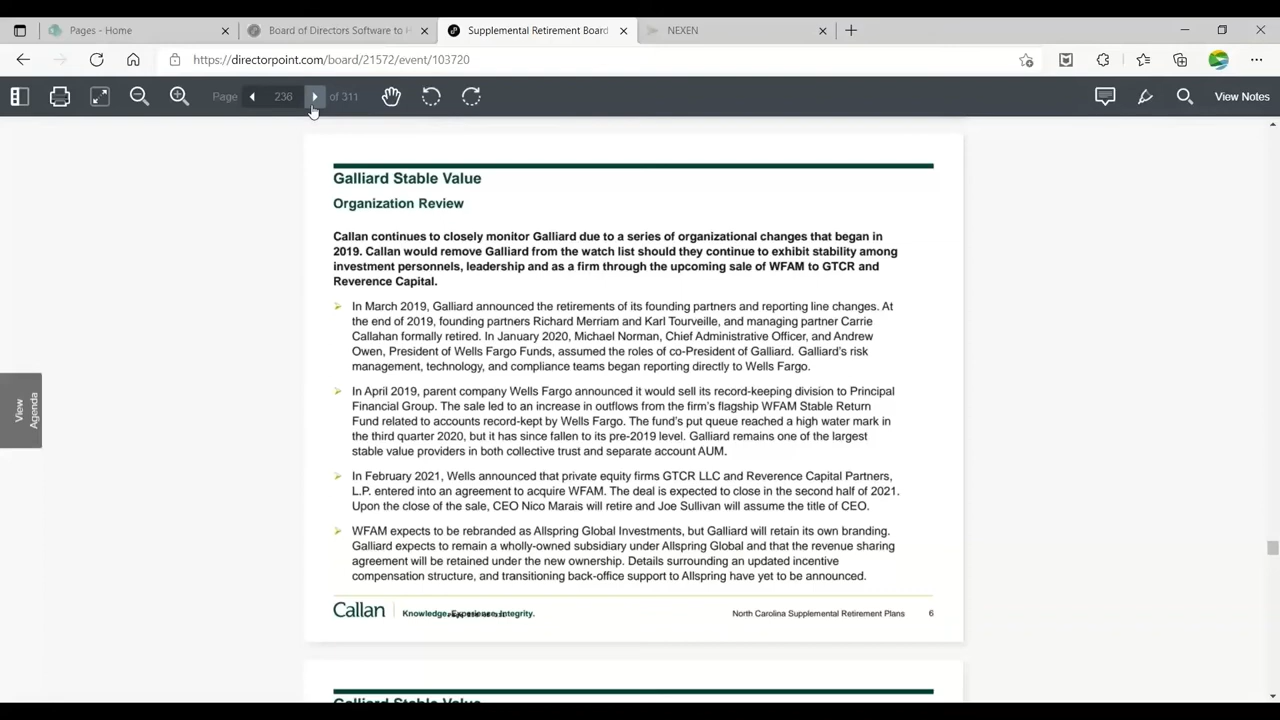 Pages - Home
Board of Directors Software to H
Supplemental Retirement Board
NEXEN
https://directorpoint.com/board/21572/event/103720
Page 236 of 311
View Notes
View Agenda
Galliard Stable Value
Organization Review
Callan continues to closely monitor Galliard due to a series of organizational changes that began in
2019. Callan would remove Galliard from the watch list should they continue to exhibit stability among
investment personnels, leadership and as a firm through the upcoming sale of WFAM to GTCR and
Reverence Capital.
In March 2019, Galliard announced the retirements of its founding partners and reporting line changes. At
the end of 2019, founding partners Richard Merriam and Karl Tourveille, and managing partner Carrie
Callahan formally retired. In January 2020, Michael Norman, Chief Administrative Officer, and Andrew
Owen, President of Wells Fargo Funds, assumed the roles of co-President of Galliard. Galliard's risk
management, technology, and compliance teams began reporting directly to Wells Fargo.
In April 2019, parent company Wells Fargo announced it would sell its record-keeping division to Principal
Financial Group. The sale led to an increase in outflows from the firm's flagship WFAM Stable Return
Fund related to accounts record-kept by Wells Fargo. The fund's put queue reached a high water mark in
the third quarter 2020, but it has since fallen to its pre-2019 level. Galliard remains one of the largest
stable value providers in both collective trust and separate account AUM.
In February 2021, Wells announced that private equity firms GTCR LLC and Reverence Capital Partners,
L.P. entered into an agreement to acquire WFAM. The deal is expected to close in the second half of 2021.
Upon the close of the sale, CEO Nico Marais will retire and Joe Sullivan will assume the title of CEO.
WFAM expects to be rebranded as Allspring Global Investments, but Galliard will retain its own branding.
Galliard expects to remain a wholly-owned subsidiary under Allspring Global and that the revenue sharing
agreement will be retained under the new ownership. Details surrounding an updated incentive
compensation structure, and transitioning back-office support to Allspring have yet to be announced.
Callan
Knowledge. Experience. Integrity.
North Carolina Supplemental Retirement Plans 6
Galliard Stable Value